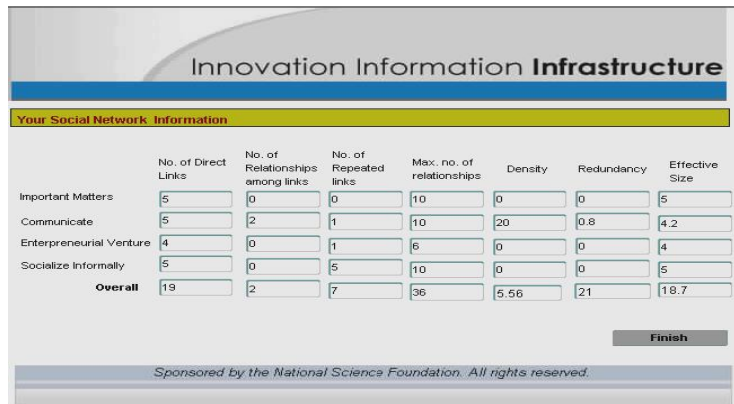 Innovation Information Infrastructure
Your Social Network Information
No. of Direct Links No. of Relationships among links No. of Repeated links Max. no. of relationships Density Redundancy Effective Size
Important Matters 5 0 0 10 0 0 5
Communicate 5 2 1 10 20 0.8 4.2
Enterpreneurial Venture 4 0 1 6 0 0 4
Socialize Informally 5 0 5 10 0 0 5
Overall 19 2 7 36 5.56 21 18.7
Finish
Sponsored by the National Science Foundation. All rights reserved.